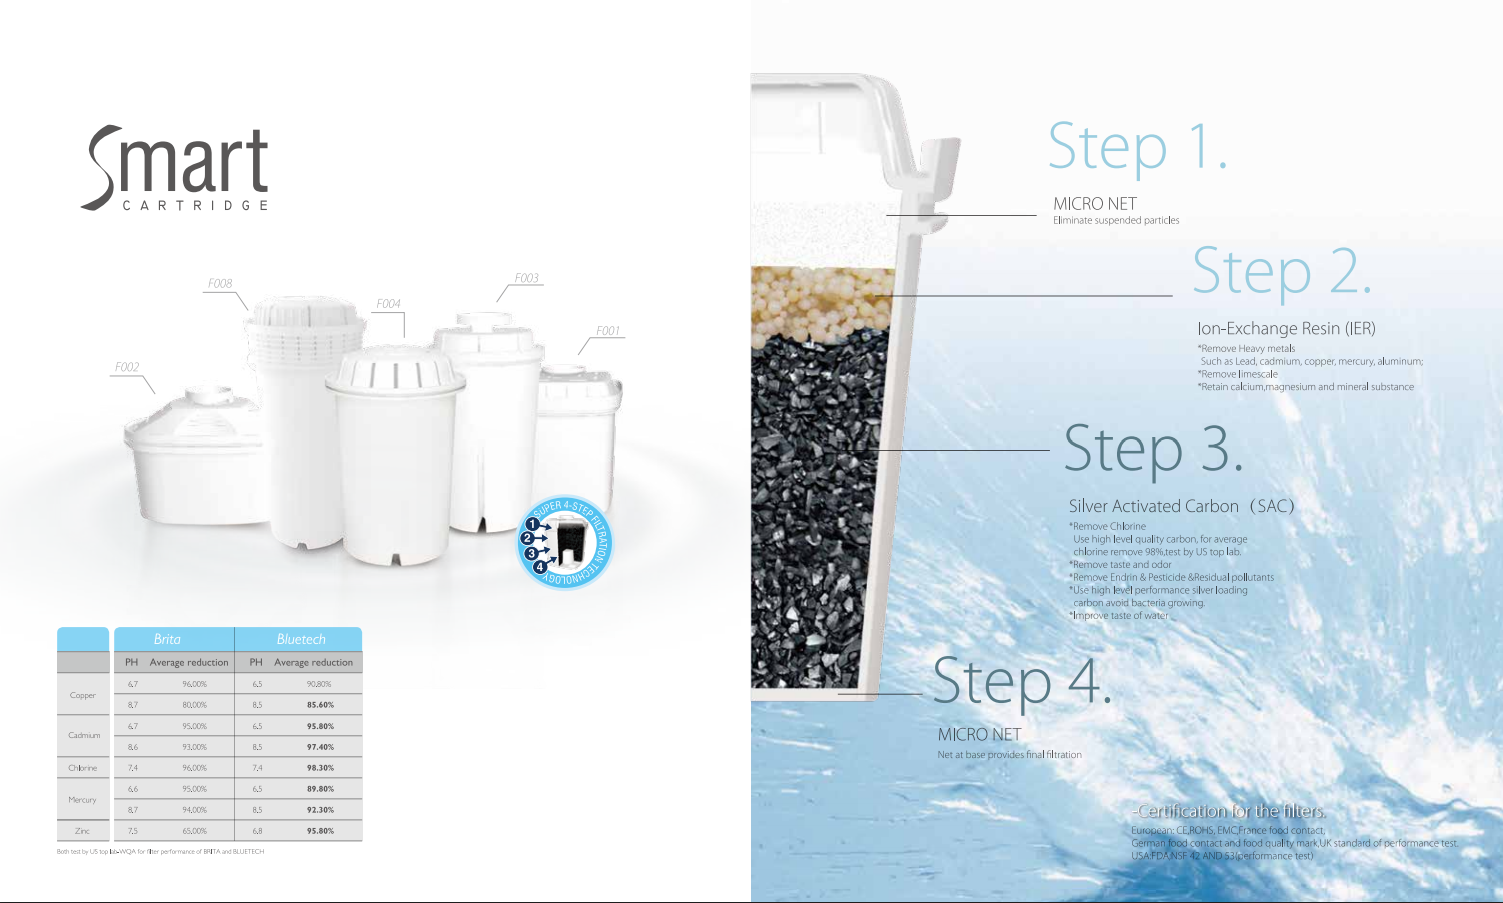 Smart
CARTRIDGE
F008
F003
F004
F001
F002
SUPER 4-STEP FILTRATION TECHNOLOGY
1
2
3
4
Brita Bluetech
PH Average reduction PH Average reduction
Copper
6.7 96.00% 6.5 90.80%
8.7 80.00% 8.5 85.60%
Cadmium
6.7 95.00% 6.5 95.80%
8.6 93.00% 8.5 97.40%
Chlorine 7.4 96.00% 7.4 98.30%
Mercury
6.6 95.00% 6.5 89.80%
8.7 94.00% 8.5 92.30%
Zinc 7.5 65.00% 6.8 95.80%
Both test by US top lab-WQA for filter performance of BRITA and BLUETECH
Step 1.
MICRO NET
Eliminate suspended particles
Step 2.
Ion-Exchange Resin (IER)
*Remove Heavy metals
Such as Lead, cadmium, copper, mercury, aluminum;
*Remove limescale
*Retain calcium,magnesium and mineral substance
Step 3.
Silver Activated Carbon（SAC）
*Remove Chlorine
Use high level quality carbon, for average
chlorine remove 98%,test by US top lab.
*Remove taste and odor
*Remove Endrin & Pesticide &Residual pollutants
*Use high level performance silver loading
carbon avoid bacteria growing.
*Improve taste of water
Step 4.
MICRO NET
Net at base provides final filtration
-Certification for the filters.
European: CE,ROHS, EMC,France food contact,
German food contact and food quality mark,UK standard of performance test.
USA:FDA,NSF 42 AND 53(performance test)